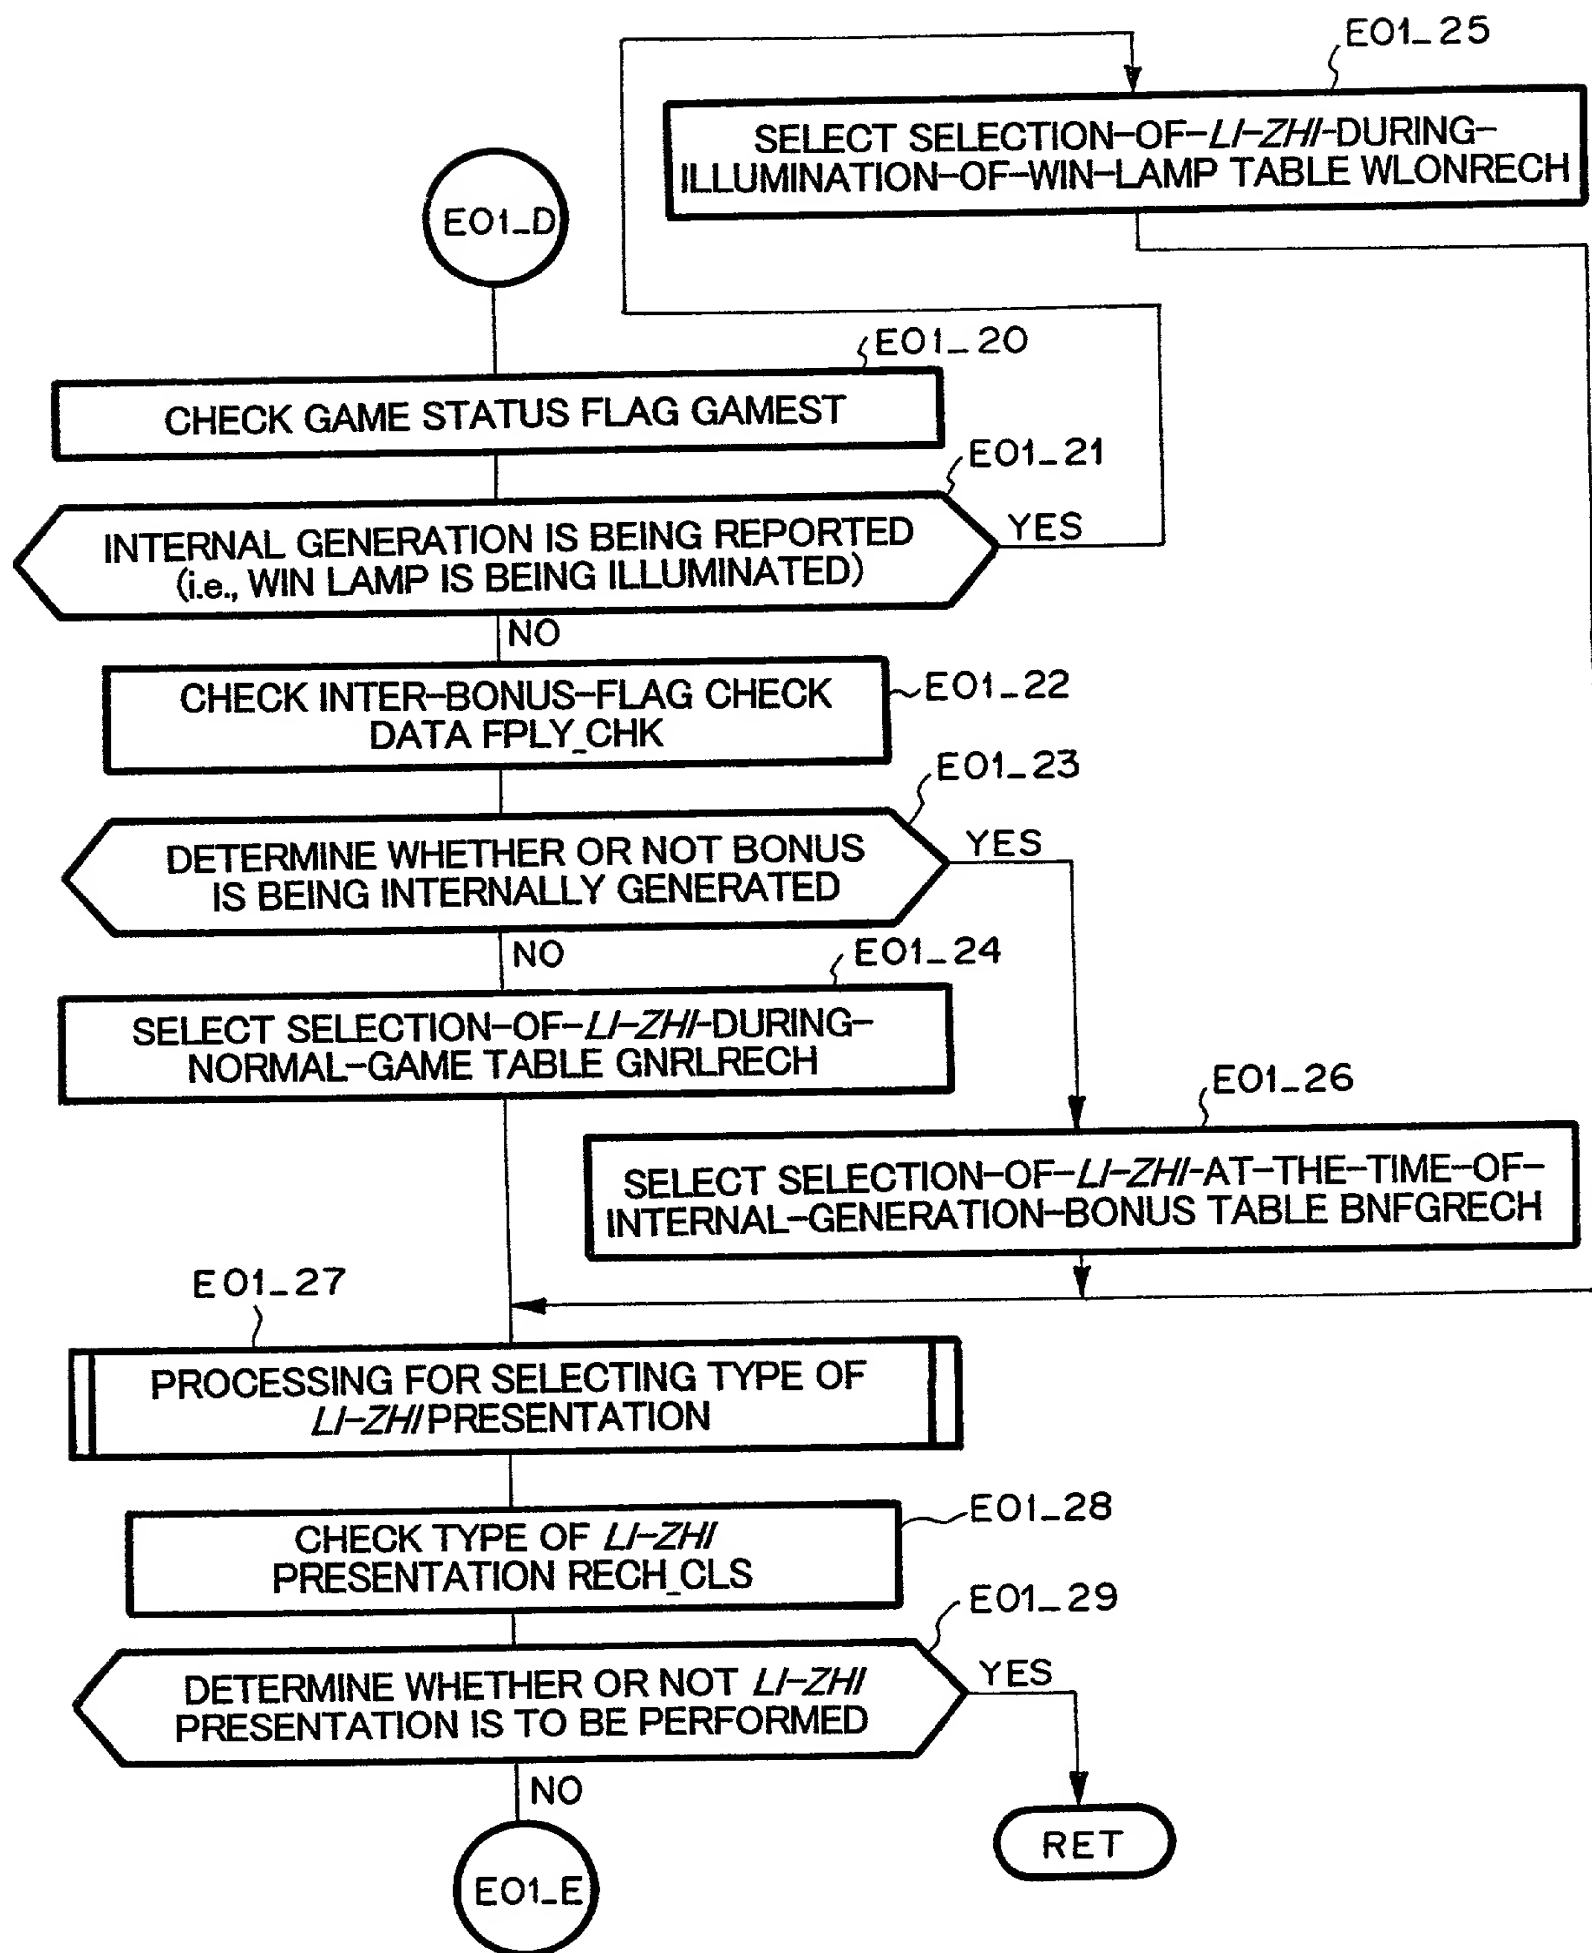 E01_25
SELECT SELECTION-OF-LI-ZHI-DURING-
ILLUMINATION-OF-WIN-LAMP TABLE WLONRECH
E01_D
E01_20
CHECK GAME STATUS FLAG GAMEST
E01_21
INTERNAL GENERATION IS BEING REPORTED
(i.e., WIN LAMP IS BEING ILLUMINATED)
YES
NO
CHECK INTER-BONUS-FLAG CHECK
DATA FPLY_CHK
E01_22
E01_23
DETERMINE WHETHER OR NOT BONUS
IS BEING INTERNALLY GENERATED
YES
NO
E01_24
SELECT SELECTION-OF-LI-ZHI-DURING-
NORMAL-GAME TABLE GNRLRECH
E01_26
SELECT SELECTION-OF-LI-ZHI-AT-THE-TIME-OF-
INTERNAL-GENERATION-BONUS TABLE BNFGRECH
E01_27
PROCESSING FOR SELECTING TYPE OF
LI-ZHI PRESENTATION
E01_28
CHECK TYPE OF LI-ZHI
PRESENTATION RECH_CLS
E01_29
DETERMINE WHETHER OR NOT LI-ZHI
PRESENTATION IS TO BE PERFORMED
YES
NO
RET
E01_E